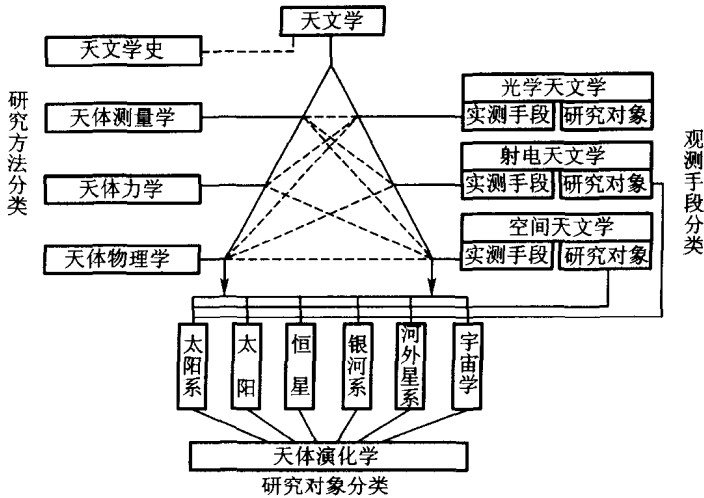 天文学
天文学史
研究方法分类
天体测量学
天体力学
天体物理学
光学天文学
实测手段 研究对象
射电天文学
实测手段 研究对象
空间天文学
实测手段 研究对象
观测手段分类
太阳系
太阳
恒星
银河系
河外星系
宇宙学
天体演化学
研究对象分类